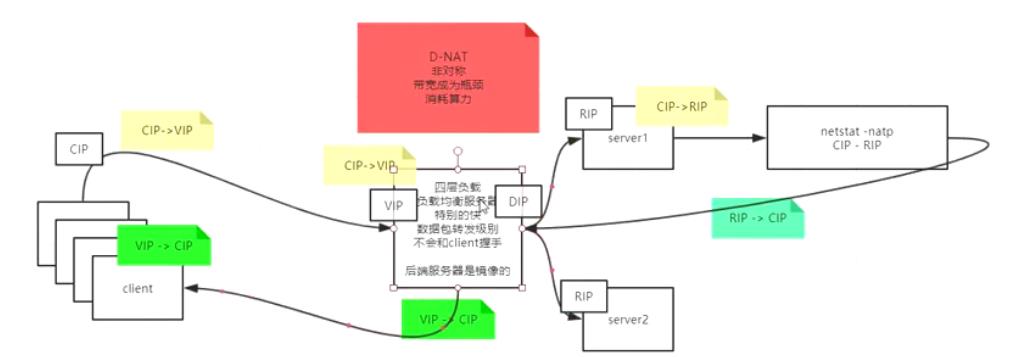 D-NAT
非对称
带宽成为瓶颈
消耗算力
CIP->VIP
CIP
CIP->VIP
VIP
四层负载
负载均衡服务器
特别的快
数据包转发级别
不会和client握手
后端服务器是镜像的
DIP
RIP
server1
CIP->RIP
netstat -natp
CIP - RIP
RIP -> CIP
VIP -> CIP
client
VIP -> CIP
RIP
server2